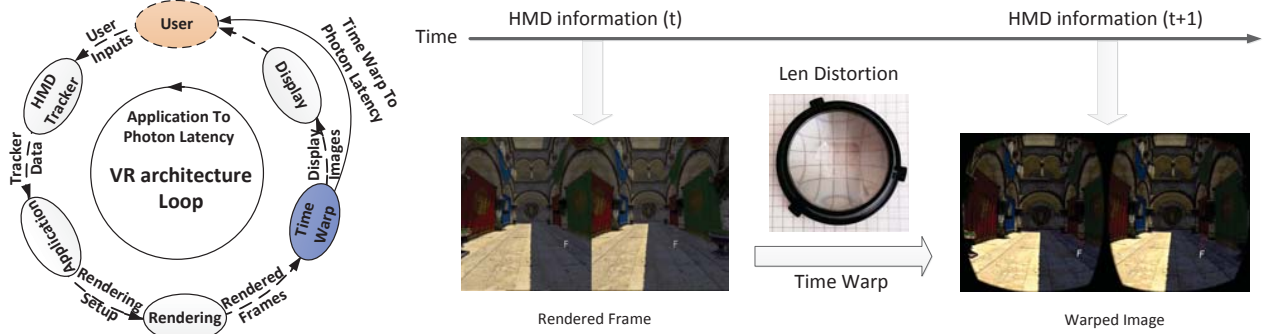 User
User
Inputs
HMD
Tracker
Tracker
Data
Application
Rendering
Setup
Rendering
Rendered
Frames
Time
Warp
Display
Images
Display
Time Warp To
Photon Latency
Application To
Photon Latency
VR architecture
Loop
Time
HMD information (t)
HMD information (t+1)
Len Distortion
F
F
F
F
Time Warp
Rendered Frame
Warped Image